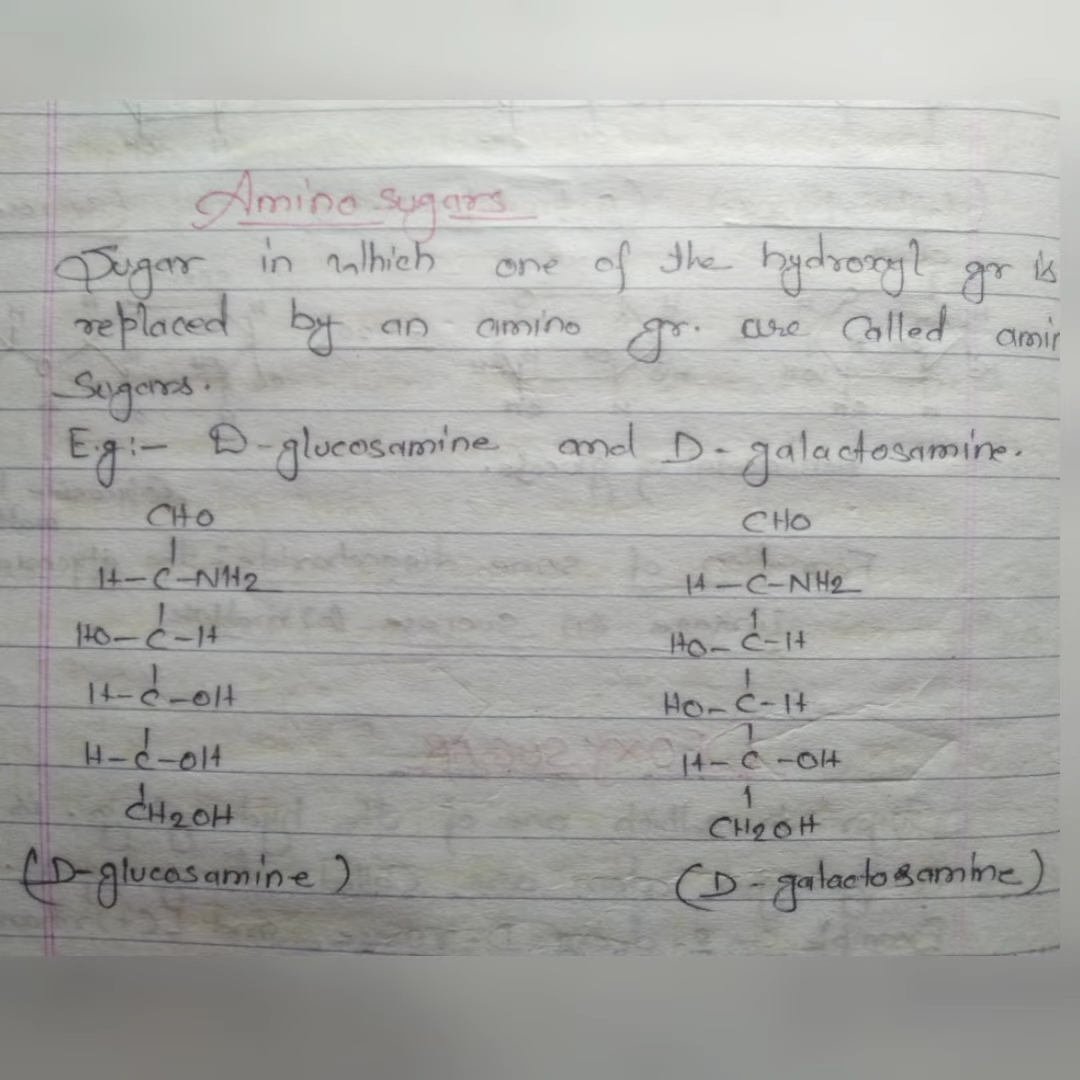 Amino sugars
Sugar in which one of the hydroxyl gr is
replaced by an amino gr. are called amin
Sugars.
E.g:- D-glucosamine and D-galactosamine.
CHO CHO
H-C-NH2 H-C-NH2
HO-C-H HO-C-H
H-C-OH HO-C-H
H-C-OH H-C-OH
CH2OH CH2OH
(D-glucosamine) (D-galactosamine)